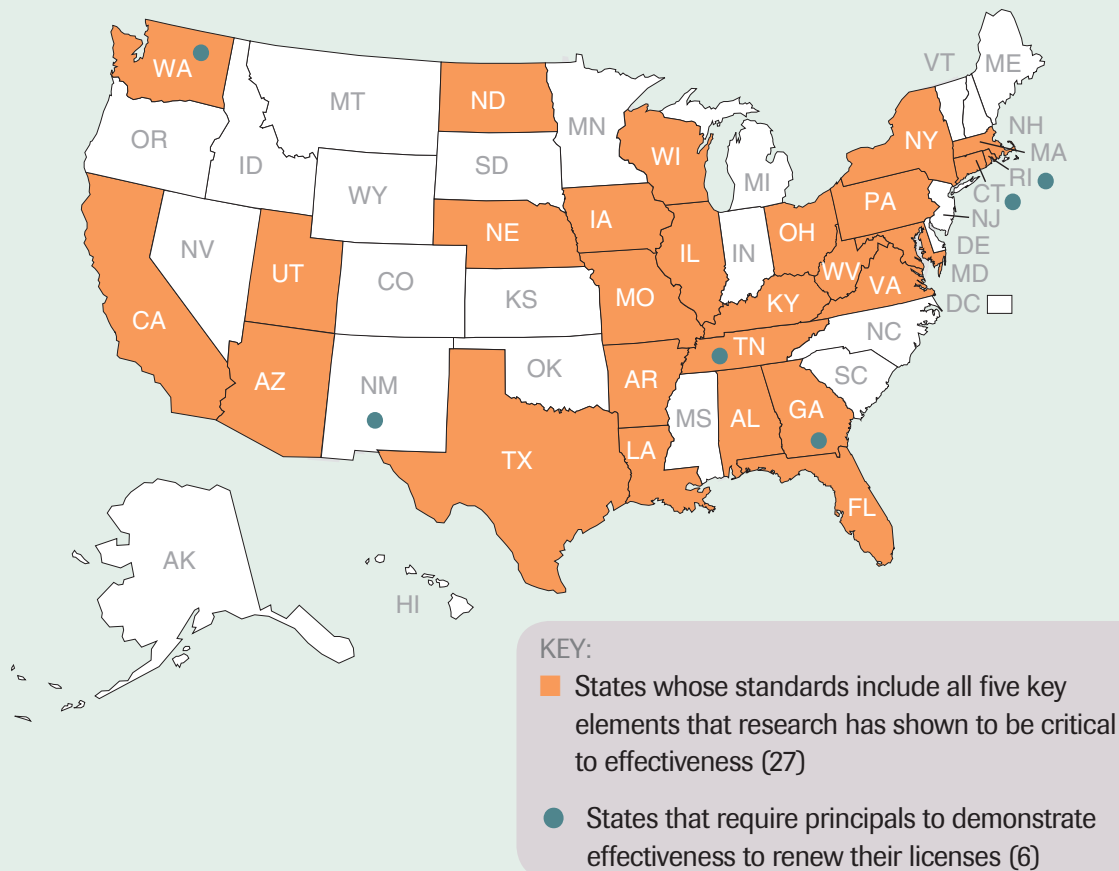 VT
ME
WA
MT
ND
MN
OR
ID
WY
SD
WI
MI
NY
NH
MA
RI
CT
NJ
NV
UT
CO
NE
KS
IA
MO
IL
IN
OH
PA
WV
VA
DE
MD
DC
KY
CA
AZ
NM
OK
AR
TN
NC
SC
TX
LA
MS
AL
GA
FL
AK
HI
KEY:
States whose standards include all five key
elements that research has shown to be critical
to effectiveness (27)
States that require principals to demonstrate
effectiveness to renew their licenses (6)